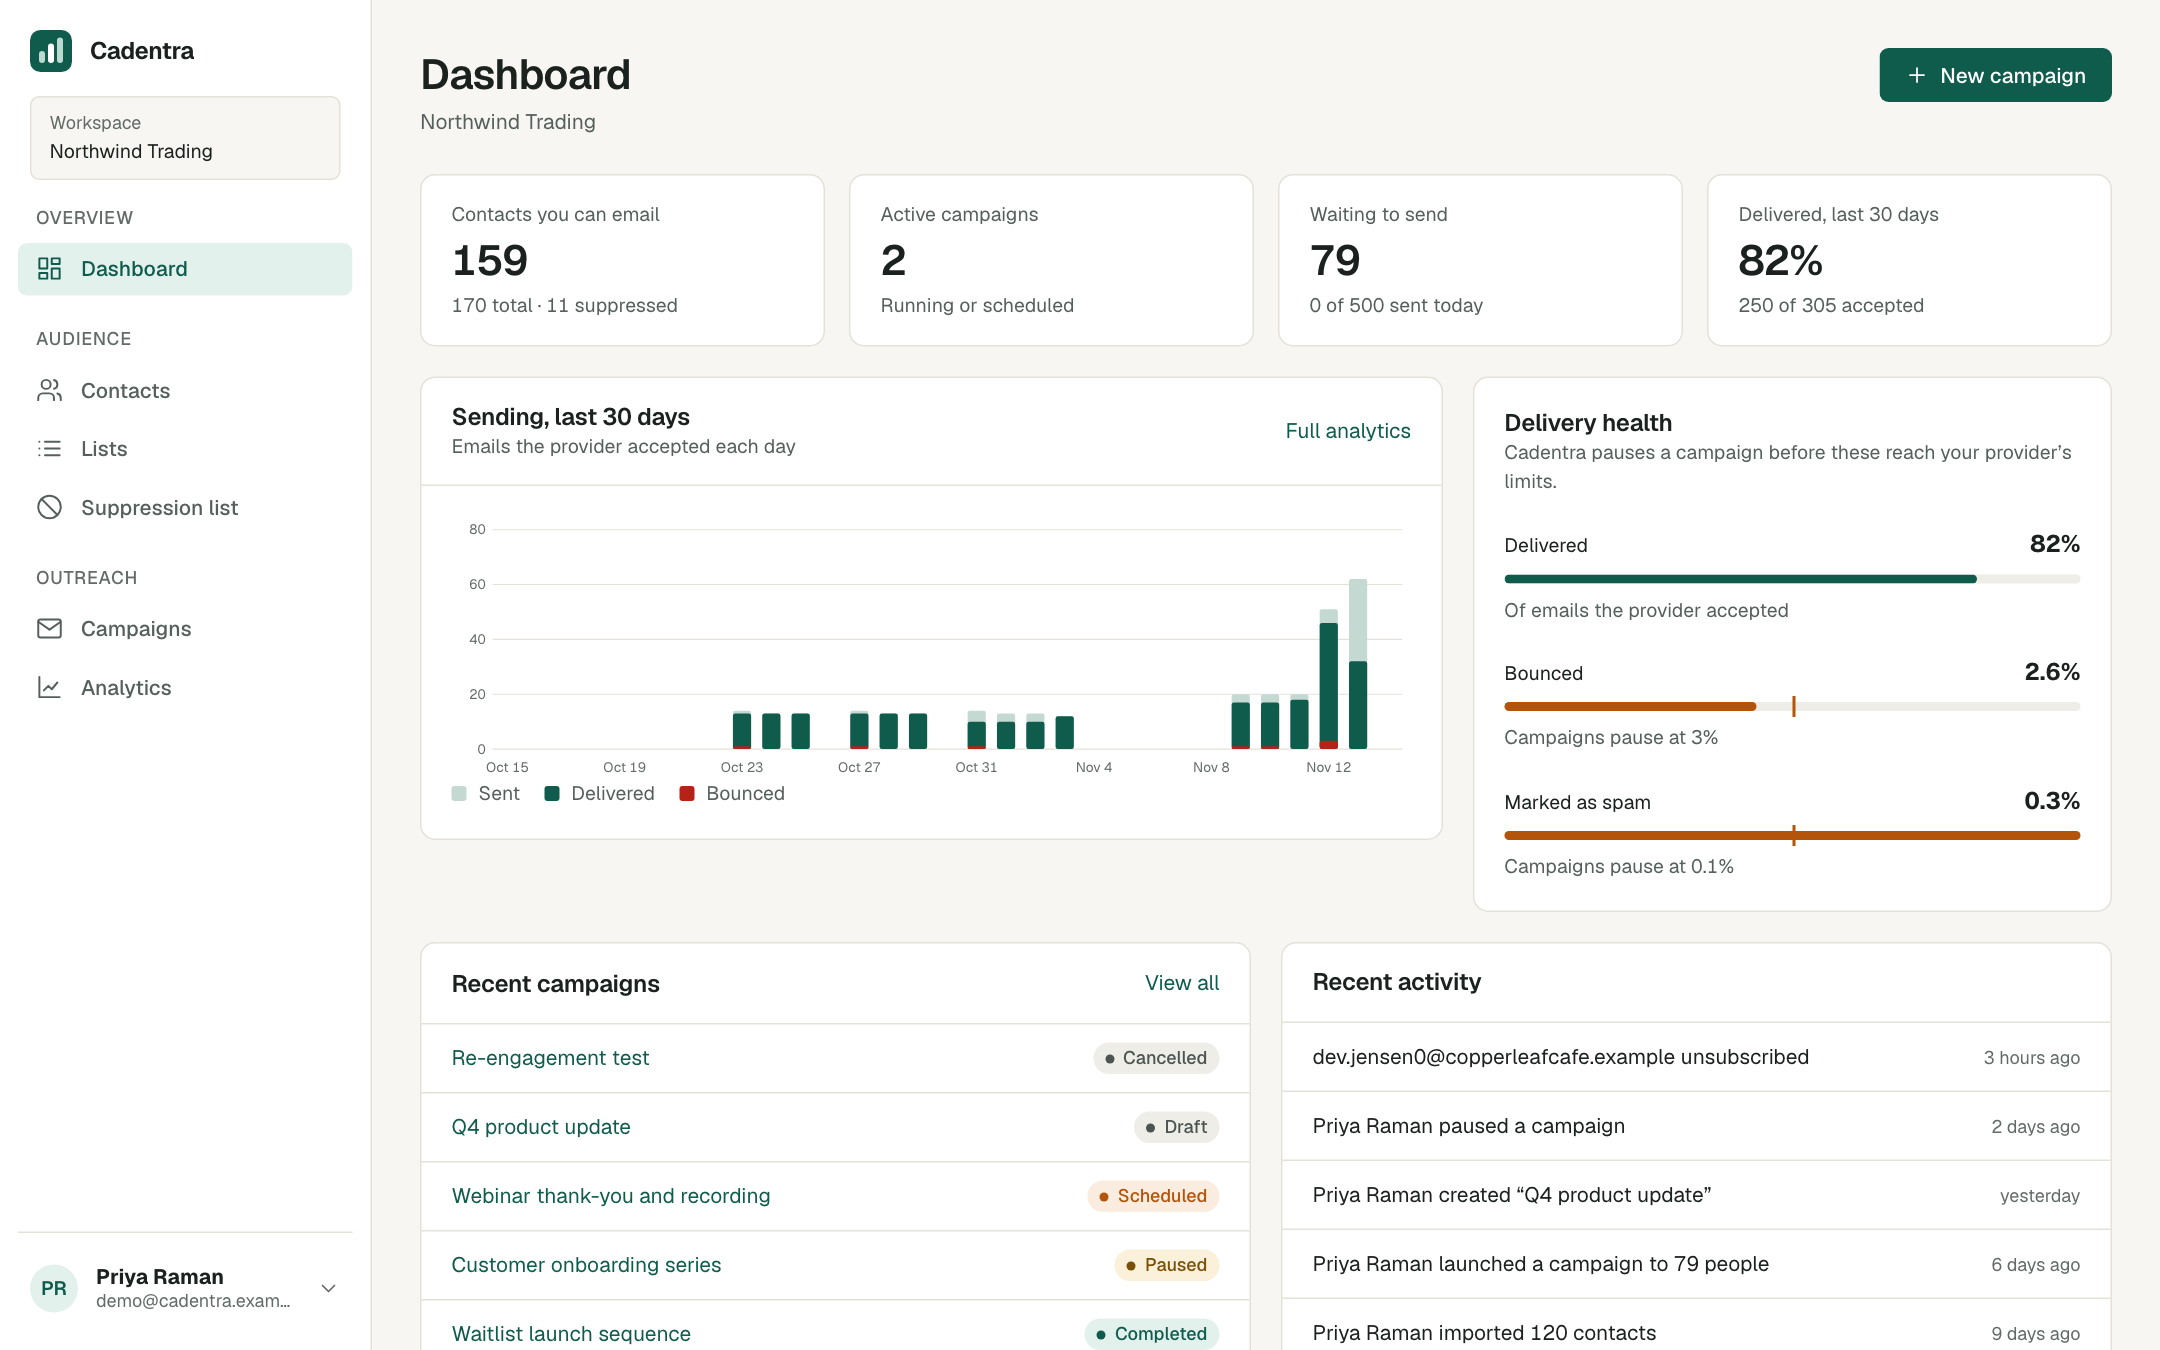 Cadentra
Workspace
Northwind Trading
OVERVIEW
Dashboard
AUDIENCE
Contacts
Lists
Suppression list
OUTREACH
Campaigns
Analytics
PR
Priya Raman
demo@cadentra.exam...
Dashboard
Northwind Trading
+ New campaign
Contacts you can email
159
170 total · 11 suppressed
Active campaigns
2
Running or scheduled
Waiting to send
79
0 of 500 sent today
Delivered, last 30 days
82%
250 of 305 accepted
Sending, last 30 days
Emails the provider accepted each day
Full analytics
80
60
40
20
0
Oct 15 Oct 19 Oct 23 Oct 27 Oct 31 Nov 4 Nov 8 Nov 12
Sent Delivered Bounced
Delivery health
Cadentra pauses a campaign before these reach your provider’s
limits.
Delivered 82%
Of emails the provider accepted
Bounced 2.6%
Campaigns pause at 3%
Marked as spam 0.3%
Campaigns pause at 0.1%
Recent campaigns View all
Re-engagement test Cancelled
Q4 product update Draft
Webinar thank-you and recording Scheduled
Customer onboarding series Paused
Waitlist launch sequence Completed
Recent activity
dev.jensen0@copperleafcafe.example unsubscribed 3 hours ago
Priya Raman paused a campaign 2 days ago
Priya Raman created “Q4 product update” yesterday
Priya Raman launched a campaign to 79 people 6 days ago
Priya Raman imported 120 contacts 9 days ago